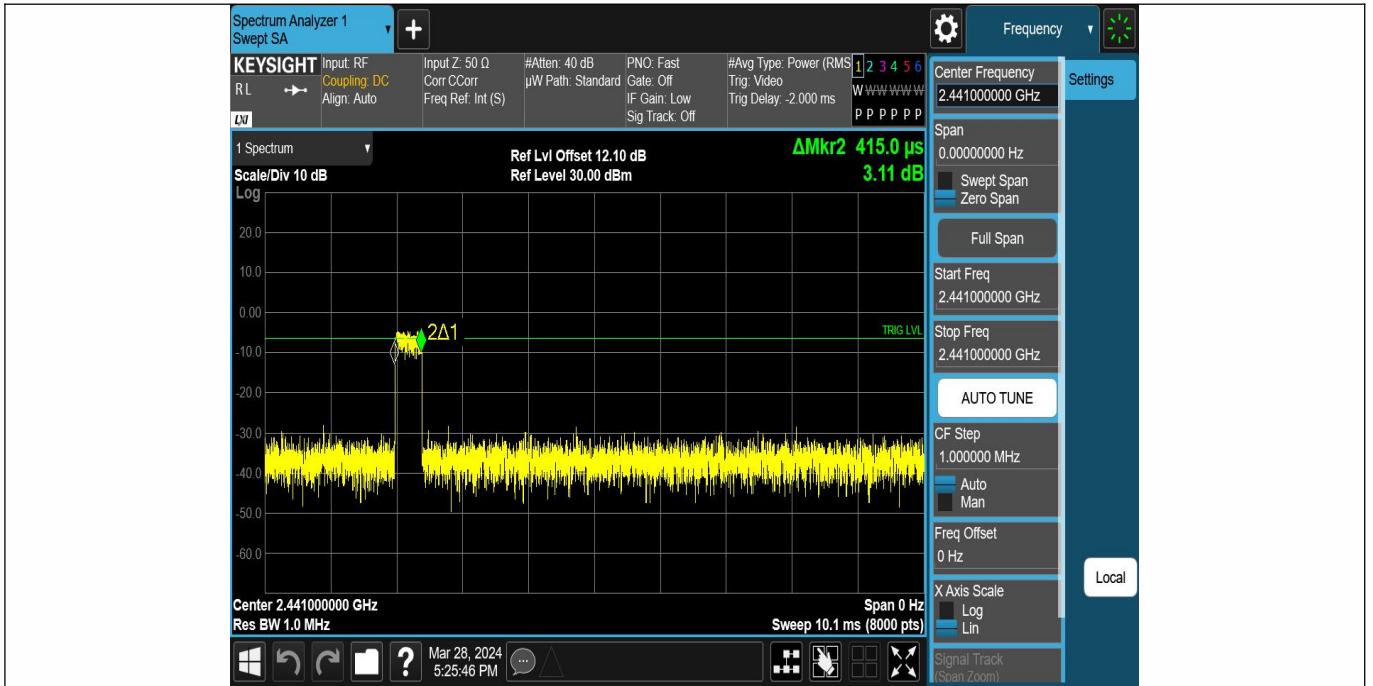 Spectrum Analyzer 1
Swept SA
+
Frequency
KEYSIGHT
RL
LXI
Input: RF
Coupling: DC
Align: Auto
Input Z: 50 Ω
Corr CCorr
Freq Ref: Int (S)
#Atten: 40 dB
µW Path: Standard
PNO: Fast
Gate: Off
IF Gain: Low
Sig Track: Off
#Avg Type: Power (RMS
Trig: Video
Trig Delay: -2.000 ms
1 2 3 4 5 6
W W W W W W
P P P P P P
1 Spectrum
Scale/Div 10 dB
Log
Ref Lvl Offset 12.10 dB
Ref Level 30.00 dBm
ΔMkr2 415.0 µs
3.11 dB
20.0
10.0
0.00
-10.0
-20.0
-30.0
-40.0
-50.0
-60.0
2Δ1
TRIG LVL
Center 2.441000000 GHz
Res BW 1.0 MHz
Span 0 Hz
Sweep 10.1 ms (8000 pts)
Center Frequency
2.441000000 GHz
Settings
Span
0.00000000 Hz
Swept Span
Zero Span
Full Span
Start Freq
2.441000000 GHz
Stop Freq
2.441000000 GHz
AUTO TUNE
CF Step
1.000000 MHz
Auto
Man
Freq Offset
0 Hz
X Axis Scale
Log
Lin
Signal Track
(Span Zoom)
Local
?
Mar 28, 2024
5:25:46 PM